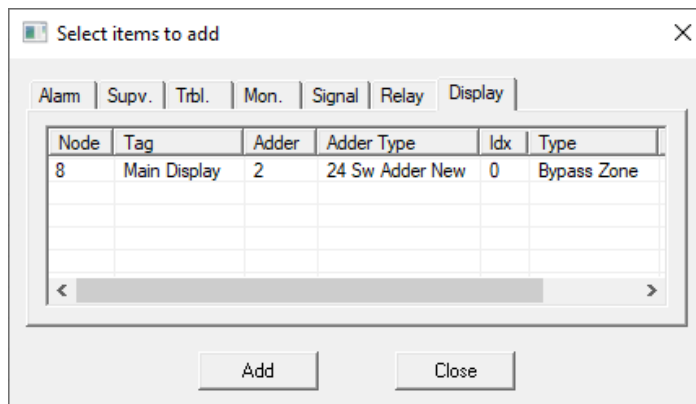 Select items to add
Alarm Supv. Trbl. Mon. Signal Relay Display
Node Tag Adder Adder Type Idx Type
8 Main Display 2 24 Sw Adder New 0 Bypass Zone
Add Close